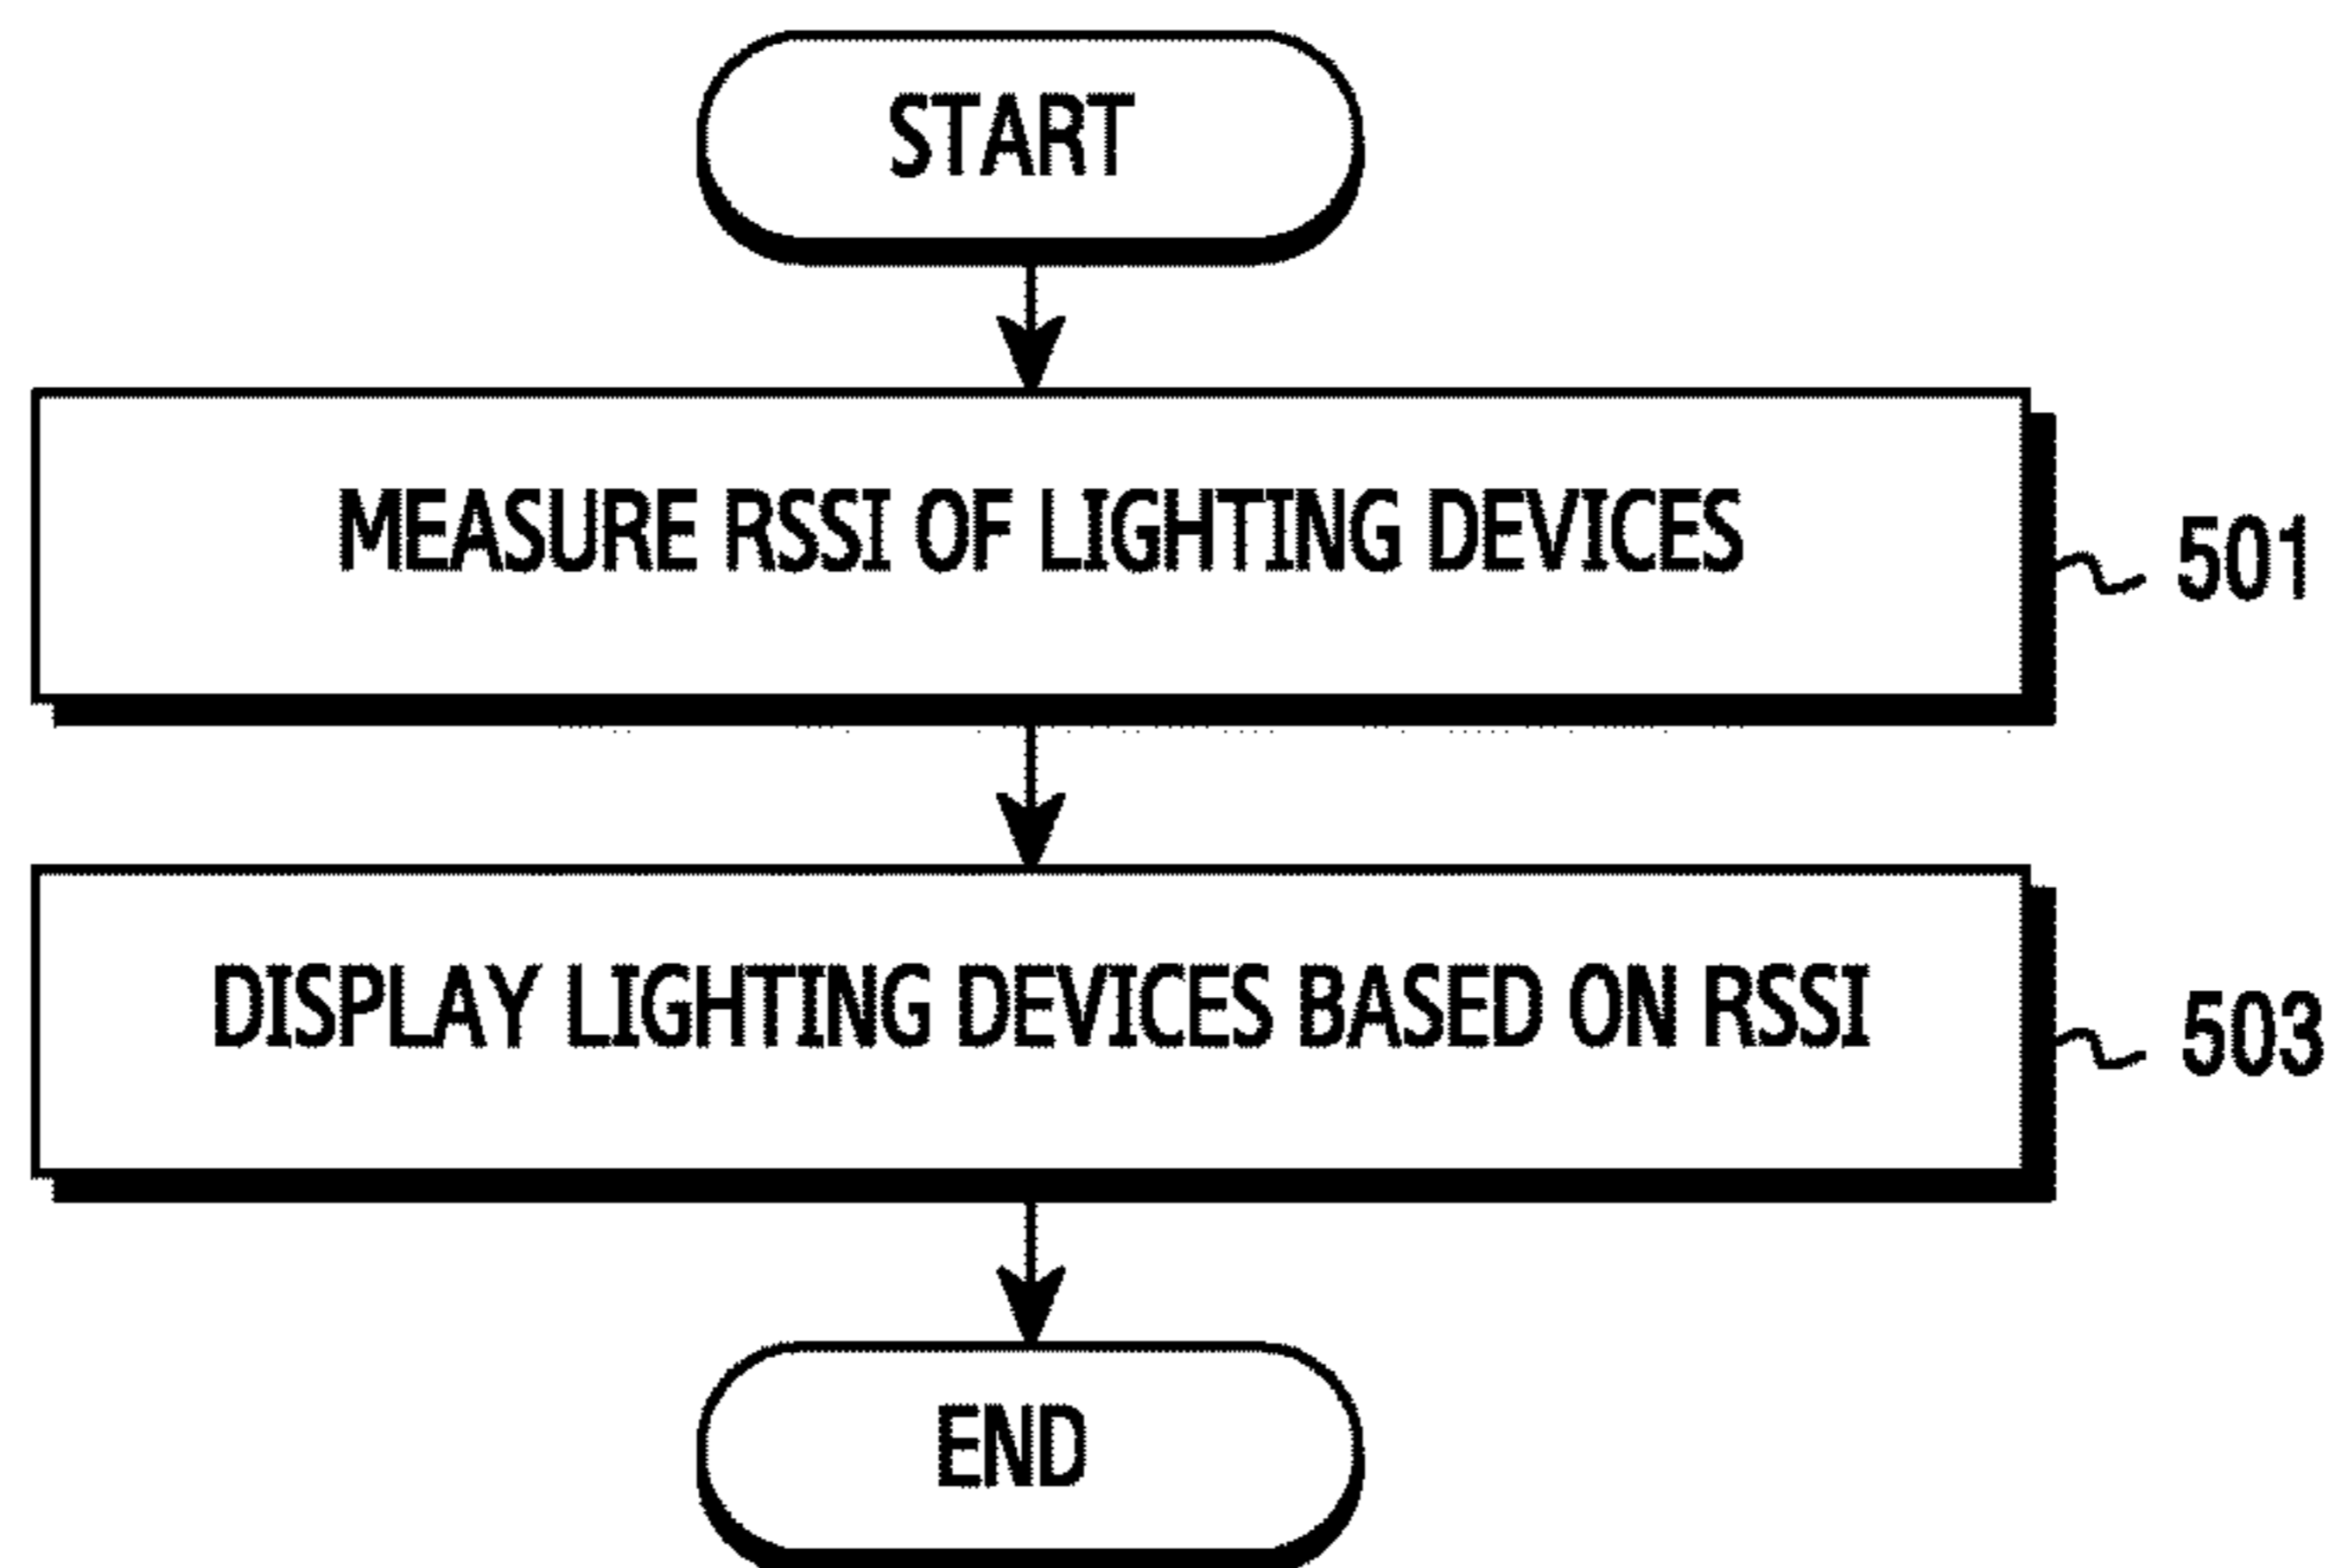 START
MEASURE RSSI OF LIGHTING DEVICES
501
DISPLAY LIGHTING DEVICES BASED ON RSSI
503
END